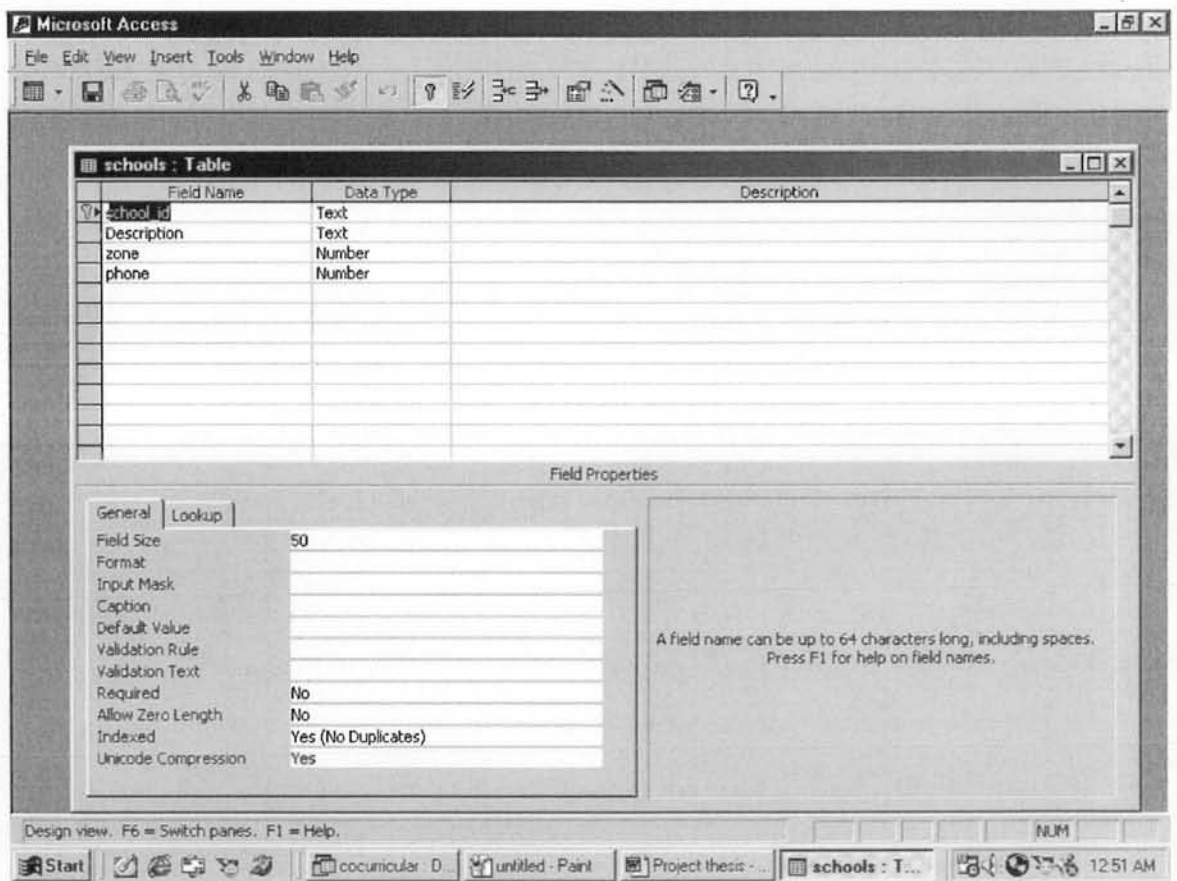 Microsoft Access
File Edit View Insert Tools Window Help
schools : Table
Field Name Data Type Description
school_id Text
Description Text
zone Number
phone Number
Field Properties
General Lookup
Field Size 50
Format
Input Mask
Caption
Default Value
Validation Rule
Validation Text
Required No
Allow Zero Length No
Indexed Yes (No Duplicates)
Unicode Compression Yes
A field name can be up to 64 characters long, including spaces.
Press F1 for help on field names.
Design view. F6 = Switch panes. F1 = Help. NUM
Start cocurricular : D... untitled - Paint Project thesis - ... schools : T... 12:51 AM